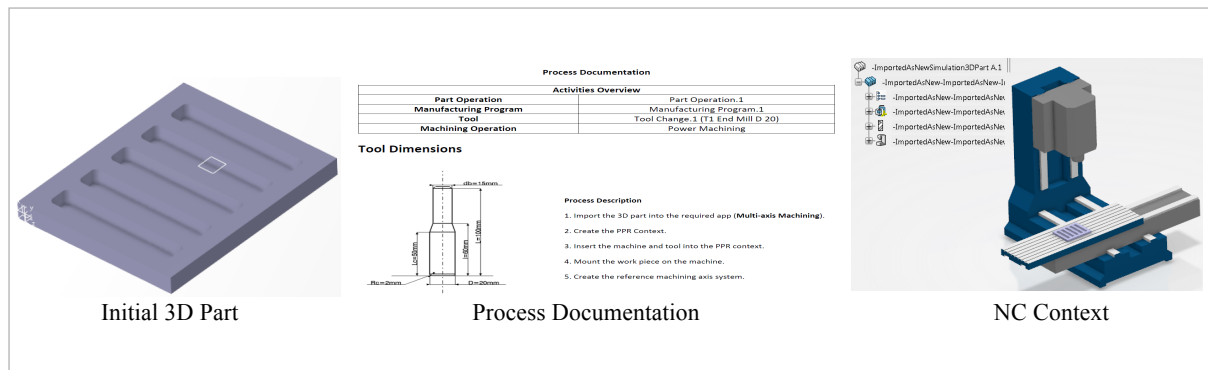 Process Documentation
Activities Overview
Part Operation Part Operation.1
Manufacturing Program Manufacturing Program.1
Tool Tool Change.1 (T1 End Mill D 20)
Machining Operation Power Machining
Tool Dimensions
db=15mm
L=100mm
l=60mm
Lc=50mm
Rc=2mm D=20mm
Process Description
1. Import the 3D part into the required app (Multi-axis Machining).
2. Create the PPR Context.
3. Insert the machine and tool into the PPR context.
4. Mount the work piece on the machine.
5. Create the reference machining axis system.
-ImportedAsNewSimulation3DPart A.1
-ImportedAsNew-ImportedAsNew-I
-ImportedAsNew-ImportedAsNew
-ImportedAsNew-ImportedAsNew
-ImportedAsNew-ImportedAsNew
-ImportedAsNew-ImportedAsNew
Initial 3D Part Process Documentation NC Context